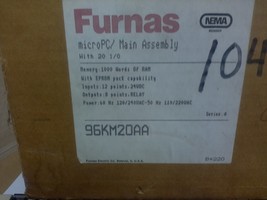 Furnas
NEMA
microPC/ Main Assembly
With 20 I/O
104
Memory 1000 Words OF RAM
With EPROM pack capability
Inputs:12 points.24VDC
Outputs:8 points.RELAY
Series A
96KM20AA